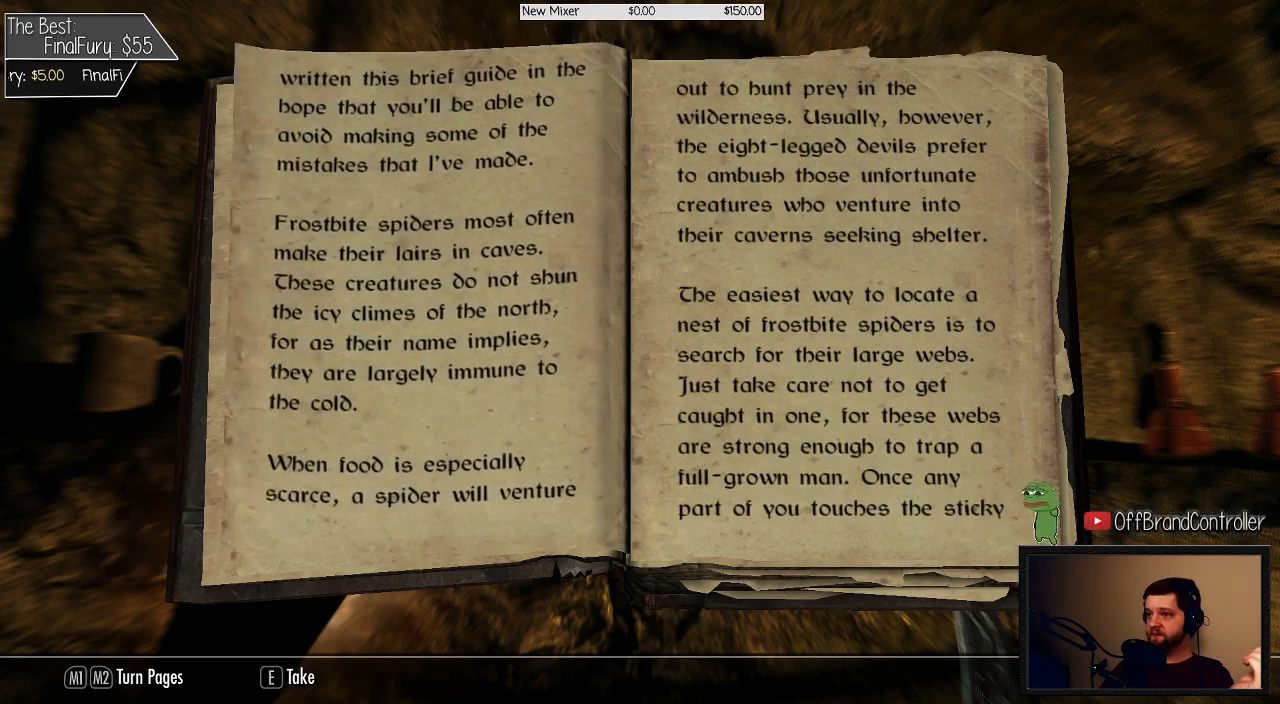 New Mixer $0.00 $150.00
The Best:
FinalFury: $55
ry: $5.00 FinalFi
written this brief guide in the
hope that you'll be able to
avoid making some of the
mistakes that I've made.
Frostbite spiders most often
make their lairs in caves.
These creatures do not shun
the icy climes of the north,
for as their name implies,
they are largely immune to
the cold.
When food is especially
scarce, a spider will venture
out to hunt prey in the
wilderness. Usually, however,
the eight-legged devils prefer
to ambush those unfortunate
creatures who venture into
their caverns seeking shelter.
The easiest way to locate a
nest of frostbite spiders is to
search for their large webs.
Just take care not to get
caught in one, for these webs
are strong enough to trap a
full-grown man. Once any
part of you touches the sticky
OffBrandController
M1 M2 Turn Pages
E Take